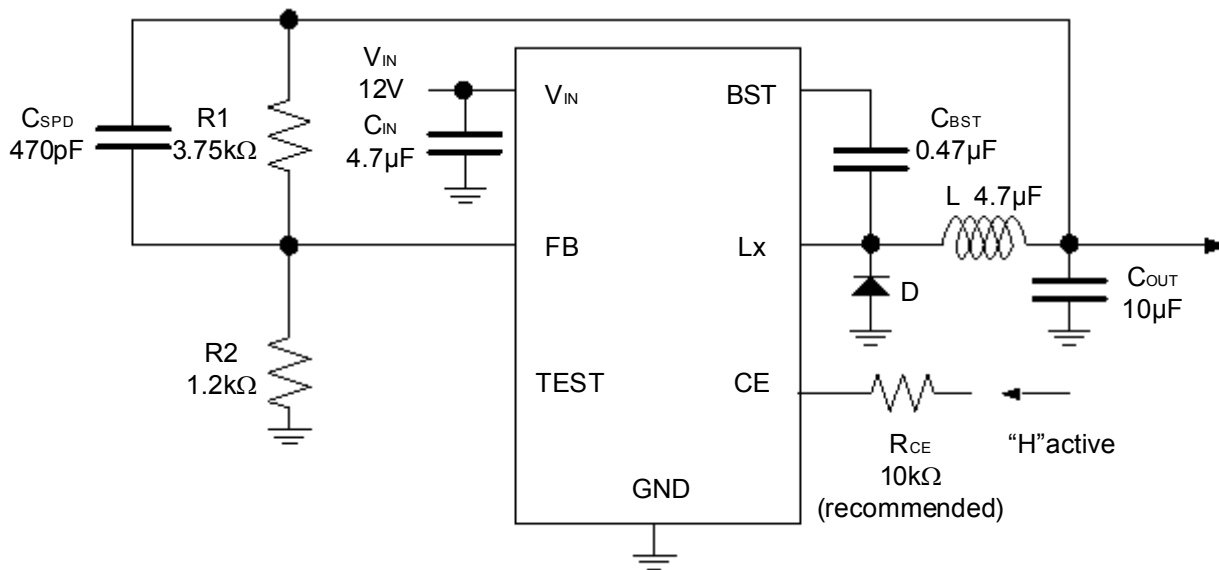 CSPD
470pF
R1
3.75kΩ
VIN
12V
CIN
4.7µF
VIN
BST
CBST
0.47µF
L 4.7µF
FB
Lx
D
COUT
10µF
R2
1.2kΩ
TEST
CE
RCE
10kΩ
(recommended)
“H”active
GND